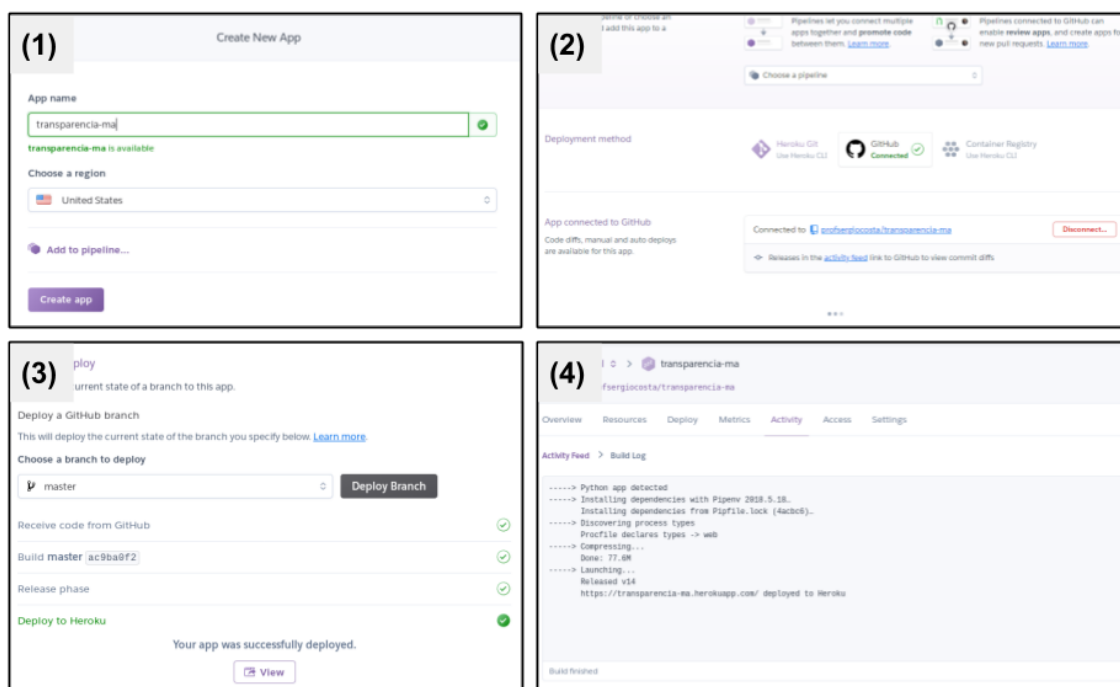 (1)
Create New App
App name
transparencia-ma
transparencia-ma is available
Choose a region
United States
Add to pipeline...
Create app
(2)
Pipelines let you connect multiple
apps together and promote code
between them. Learn more.
Pipelines connected to GitHub can
enable review apps, and create apps for
new pull requests. Learn more.
d add this to a
Choose a pipeline
Deployment method
Heroku Git
Use Heroku CLI
GitHub
Connected
Container Registry
Use Heroku CLI
App connected to GitHub
Code diffs, manual and auto deploys
are available for this app.
Connected to profsergiocosta/transparencia-ma
Disconnect...
Releases in the activity feed link to GitHub to view commit diffs
(3)
ploy
urrent state of a branch to this app.
Deploy a GitHub branch
This will deploy the current state of the branch you specify below. Learn more.
Choose a branch to deploy
master
Deploy Branch
Receive code from GitHub
Build master ac9ba0f2
Release phase
Deploy to Heroku
Your app was successfully deployed.
View
(4)
transparencia-ma
fsergiocosta/transparencia-ma
Overview Resources Deploy Metrics Activity Access Settings
Activity Feed > Build Log
-----> Python app detected
-----> Installing dependencies with Pipenv 2018.5.18…
Installing dependencies from Pipfile.lock (4acbc6)…
-----> Discovering process types
Procfile declares types -> web
-----> Compressing...
Done: 77.6M
-----> Launching...
Released v14
https://transparencia-ma.herokuapp.com/ deployed to Heroku
Build finished